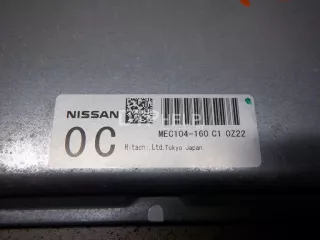 NISSAN
MEC104-160 C1 0Z22
0C
Hitachi, Ltd. Tokyo Japan